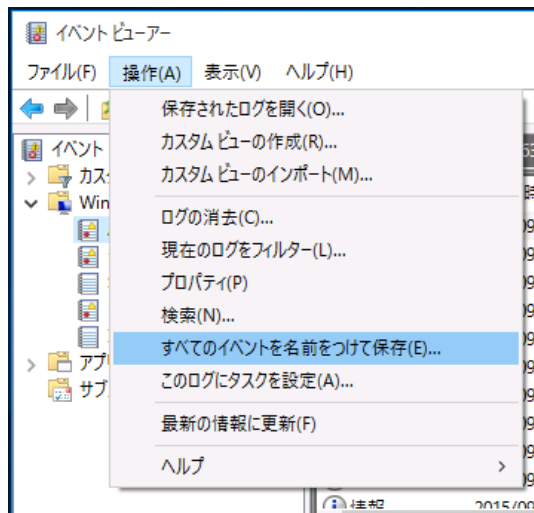 イベント ビューアー
ファイル(F) 操作(A) 表示(V) ヘルプ(H)
保存されたログを開く(O)...
カスタム ビューの作成(R)...
カスタム ビューのインポート(M)...
ログの消去(C)...
現在のログをフィルター(L)...
プロパティ(P)
検索(N)...
すべてのイベントを名前をつけて保存(E)...
このログにタスクを設定(A)...
最新の情報に更新(F)
ヘルプ
イベント
カス
Win
アプ
サブ
情報 2015/09